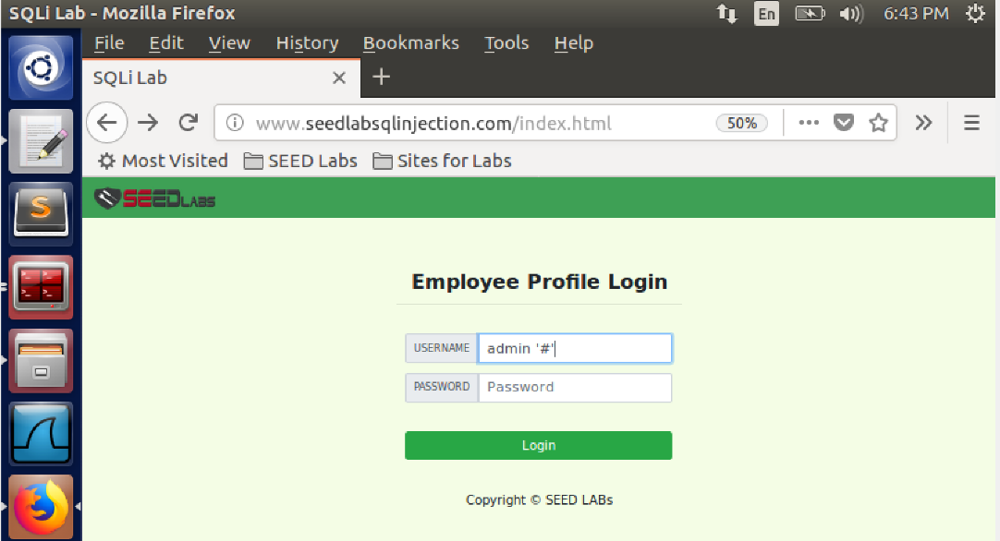 SQLi Lab - Mozilla Firefox
En
6:43 PM
File Edit View History Bookmarks Tools Help
SQLi Lab
www.seedlabsqlinjection.com/index.html
50%
Most Visited SEED Labs Sites for Labs
SEEDLABS
Employee Profile Login
USERNAME admin '#'
PASSWORD Password
Login
Copyright © SEED LABs